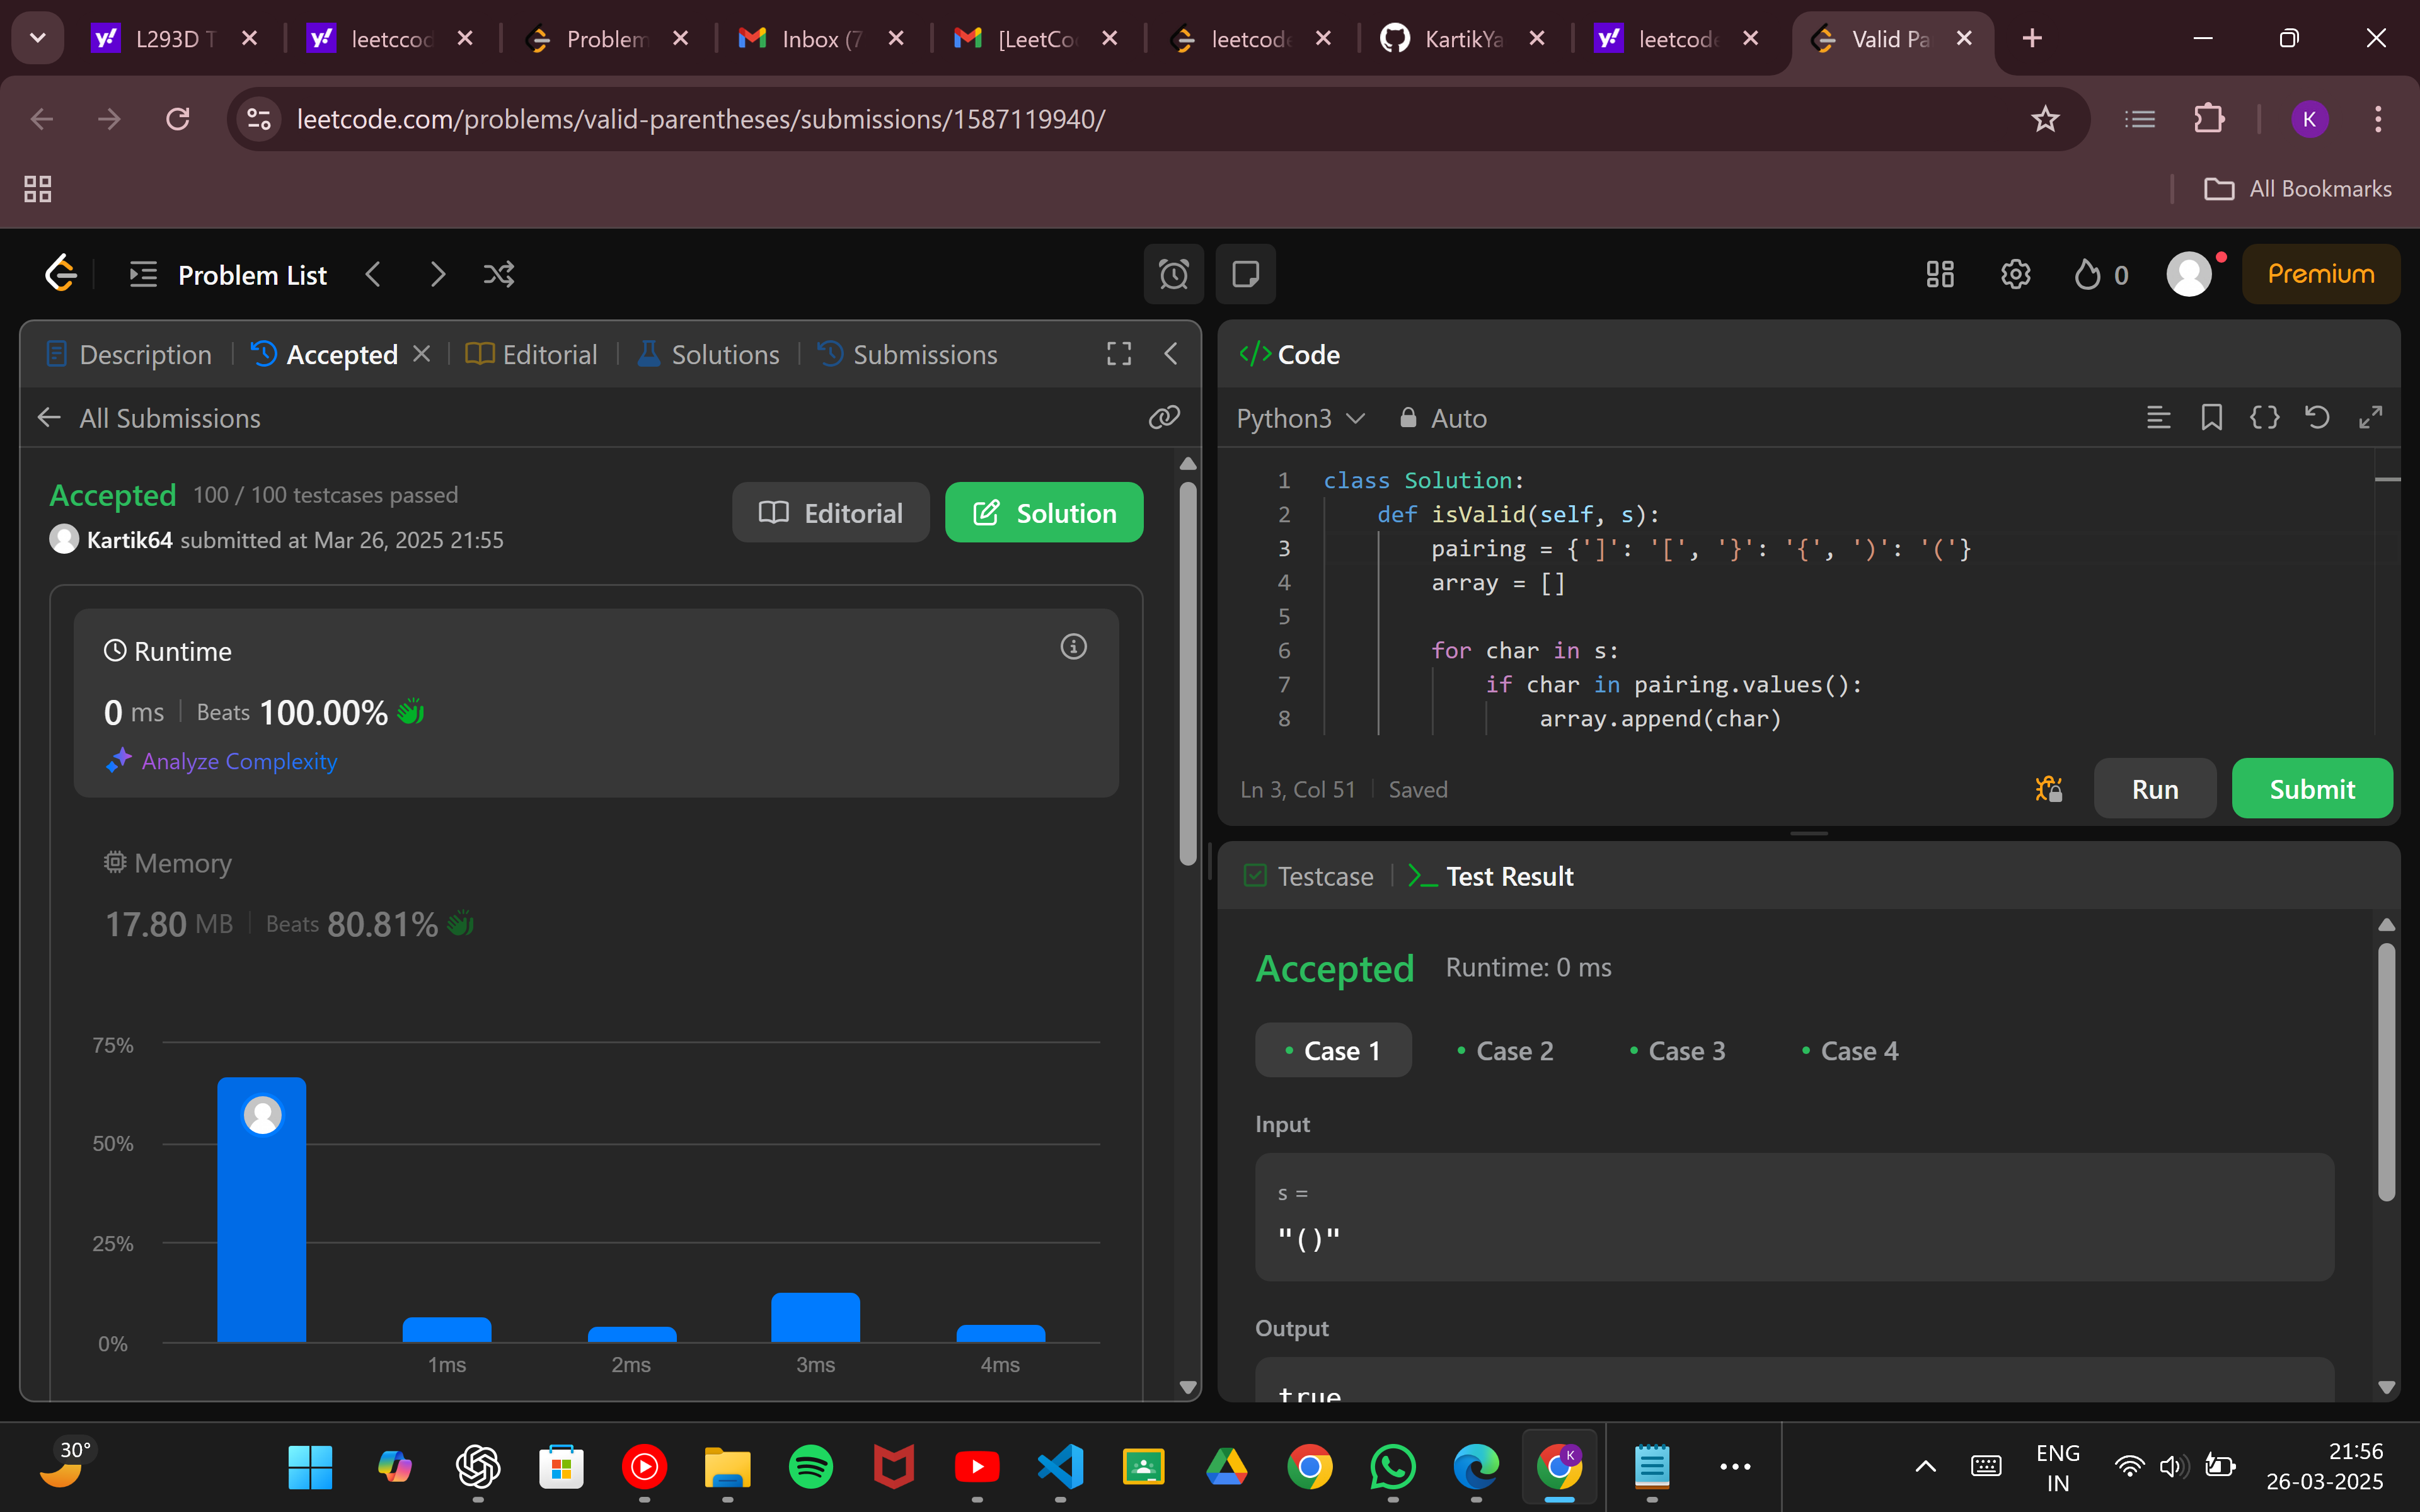 L293D T
leetccod
Problem
Inbox (7
[LeetCo
leetcode
KartikYa
leetcode
Valid Pa
leetcode.com/problems/valid-parentheses/submissions/1587119940/
K
All Bookmarks
Problem List
0
Premium
Description
Accepted
Editorial
Solutions
Submissions
All Submissions
Accepted 100 / 100 testcases passed
Kartik64 submitted at Mar 26, 2025 21:55
Editorial
Solution
Runtime
0 ms Beats 100.00%
Analyze Complexity
Memory
17.80 MB Beats 80.81%
75%
50%
25%
0%
1ms 2ms 3ms 4ms
</> Code
Python3 Auto
1 class Solution:
2 def isValid(self, s):
3 pairing = {']': '[', '}': '{', ')': '('}
4 array = []
5
6 for char in s:
7 if char in pairing.values():
8 array.append(char)
Ln 3, Col 51 Saved
Run
Submit
Testcase
Test Result
Accepted Runtime: 0 ms
Case 1 Case 2 Case 3 Case 4
Input
s =
"()"
Output
true
30°
K
ENG
IN
21:56
26-03-2025